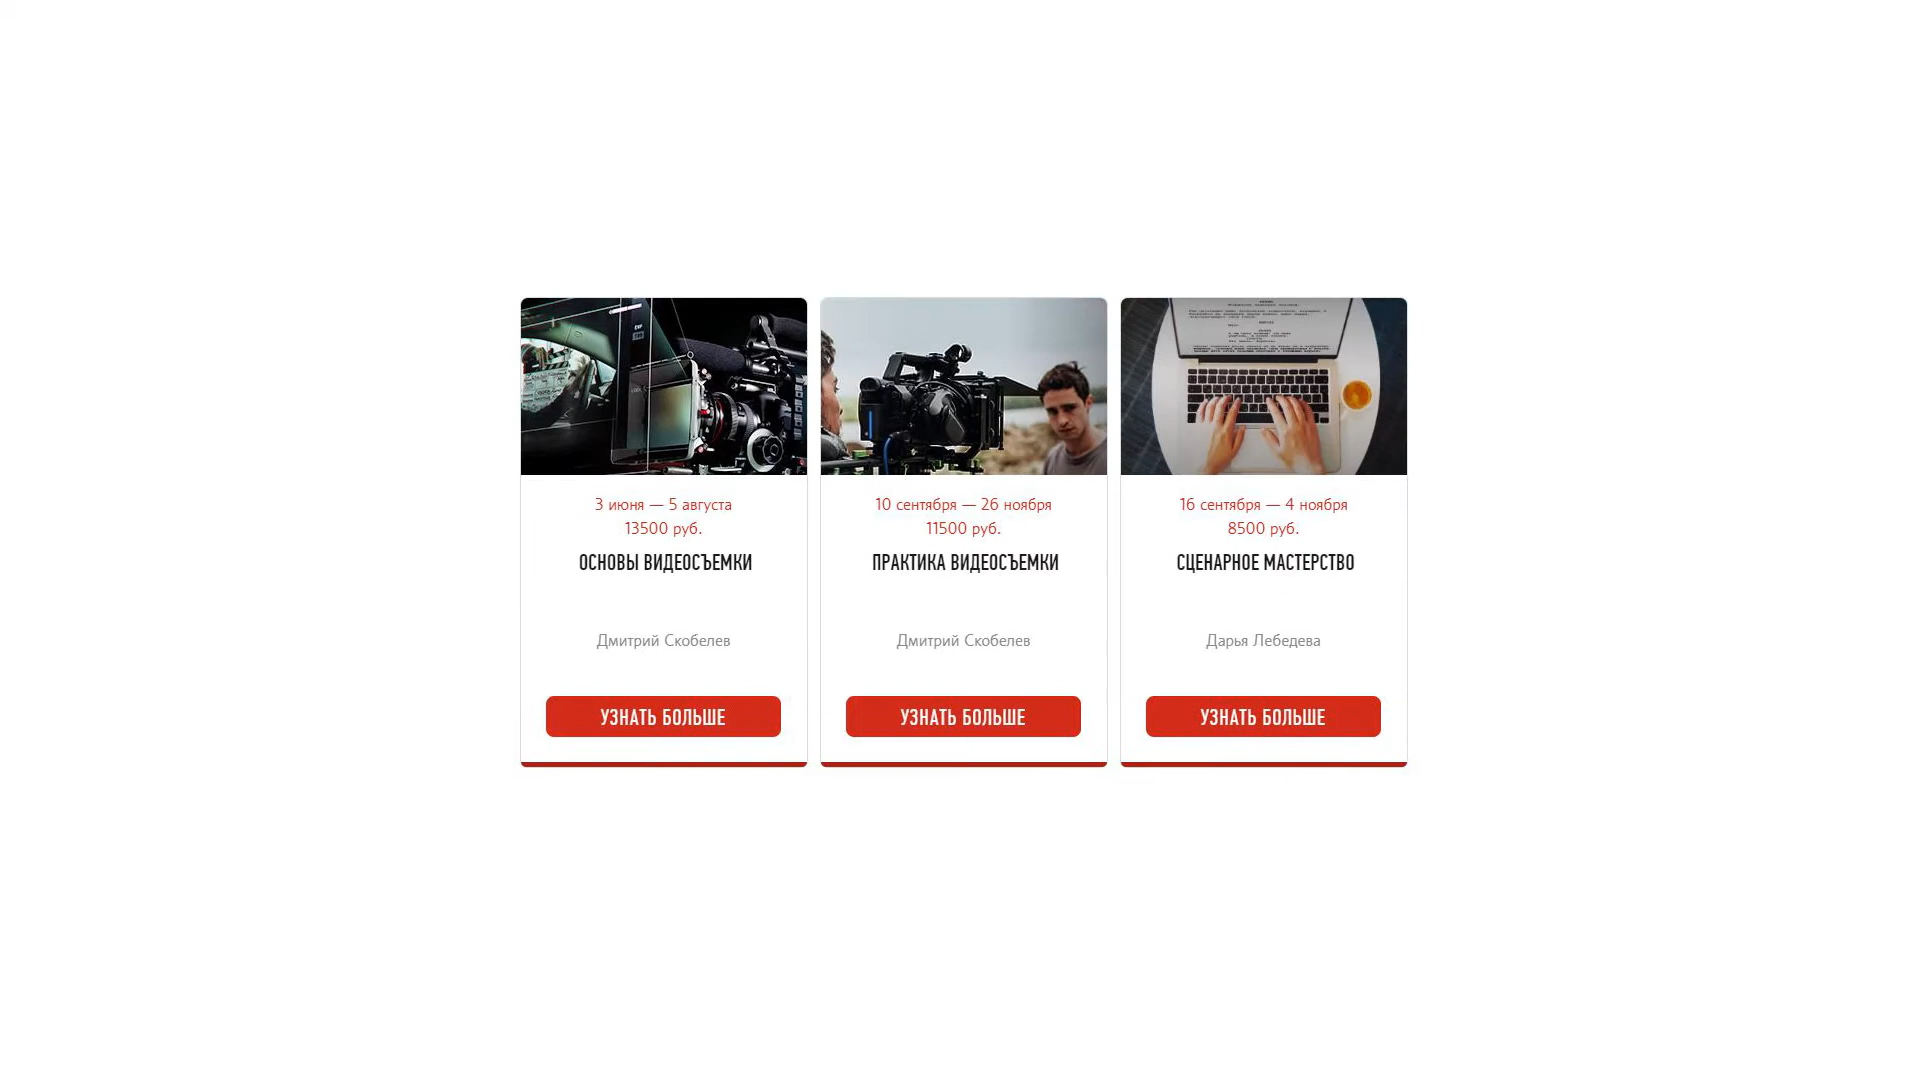 3 июня — 5 августа
13500 руб.
ОСНОВЫ ВИДЕОСЪЕМКИ
Дмитрий Скобелев
УЗНАТЬ БОЛЬШЕ
10 сентября — 26 ноября
11500 руб.
ПРАКТИКА ВИДЕОСЪЕМКИ
Дмитрий Скобелев
УЗНАТЬ БОЛЬШЕ
16 сентября — 4 ноября
8500 руб.
СЦЕНАРНОЕ МАСТЕРСТВО
Дарья Лебедева
УЗНАТЬ БОЛЬШЕ